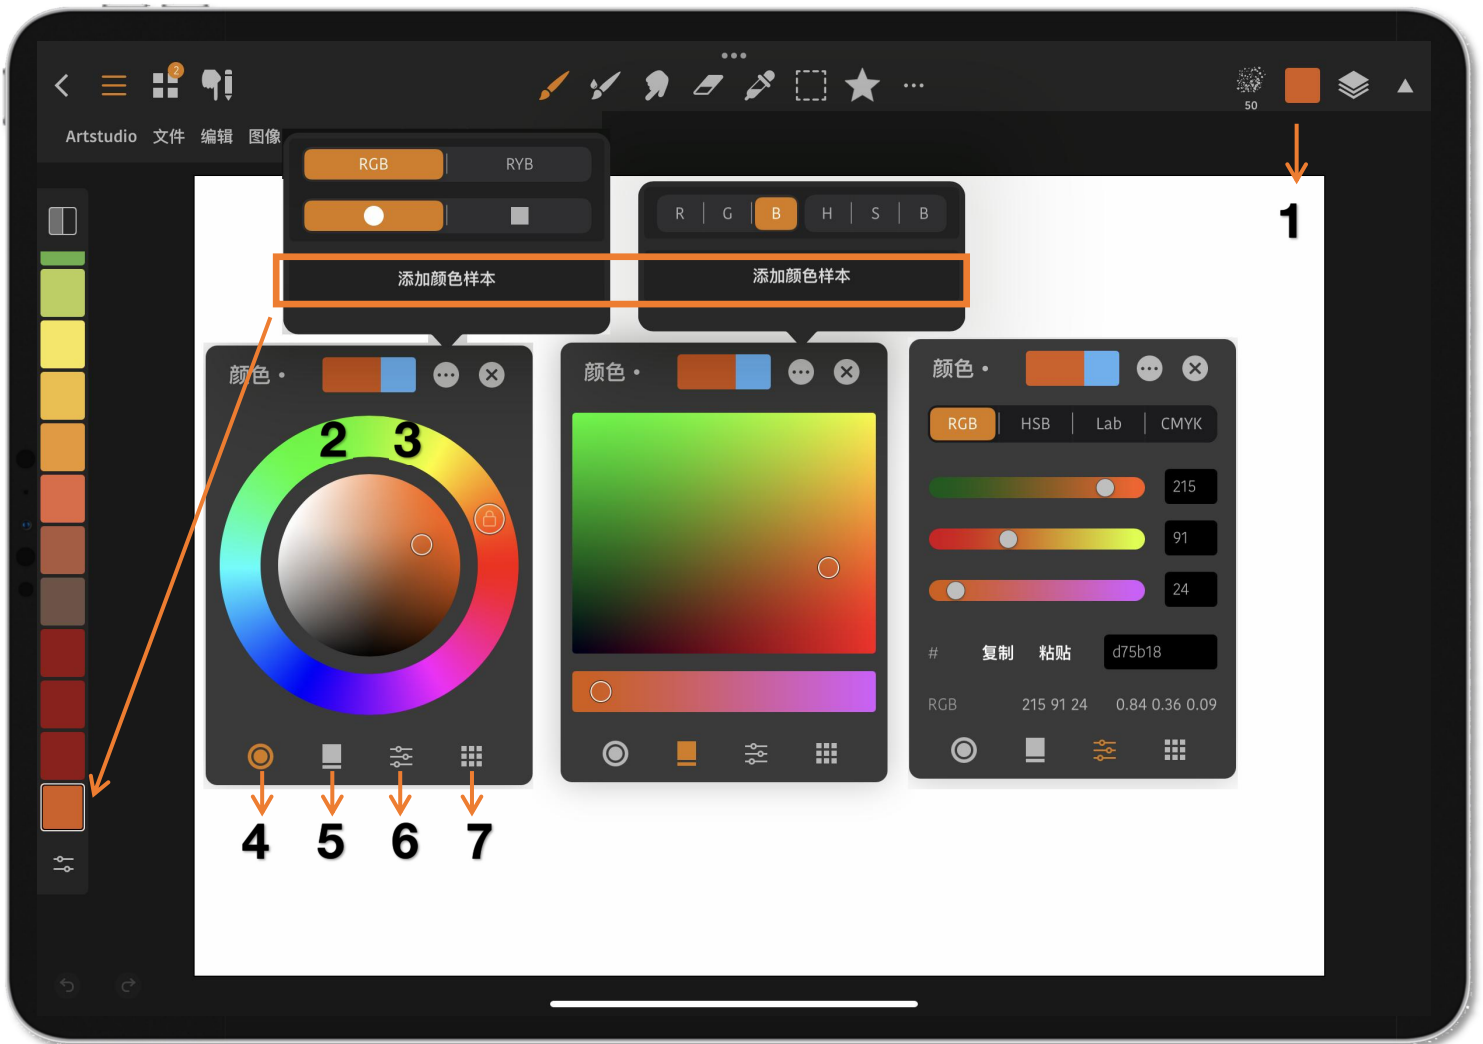 2
50
Artstudio 文件 编辑 图像
RGB RYB
R G B H S B
1
添加颜色样本
添加颜色样本
颜色
颜色
颜色
2 3
RGB HSB Lab CMYK
215
91
24
# 复制 粘贴 d75b18
RGB 215 91 24 0.84 0.36 0.09
4 5 6 7